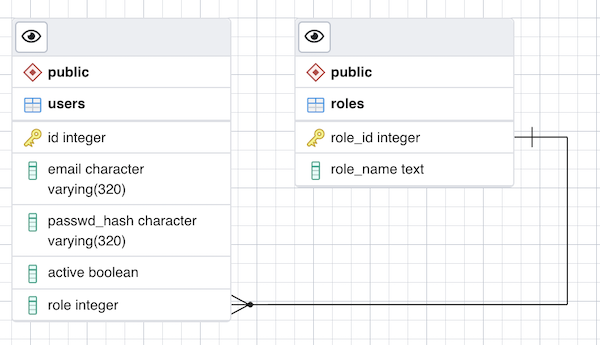 public
users
id integer
email character
varying(320)
passwd_hash character
varying(320)
active boolean
role integer
public
roles
role_id integer
role_name text